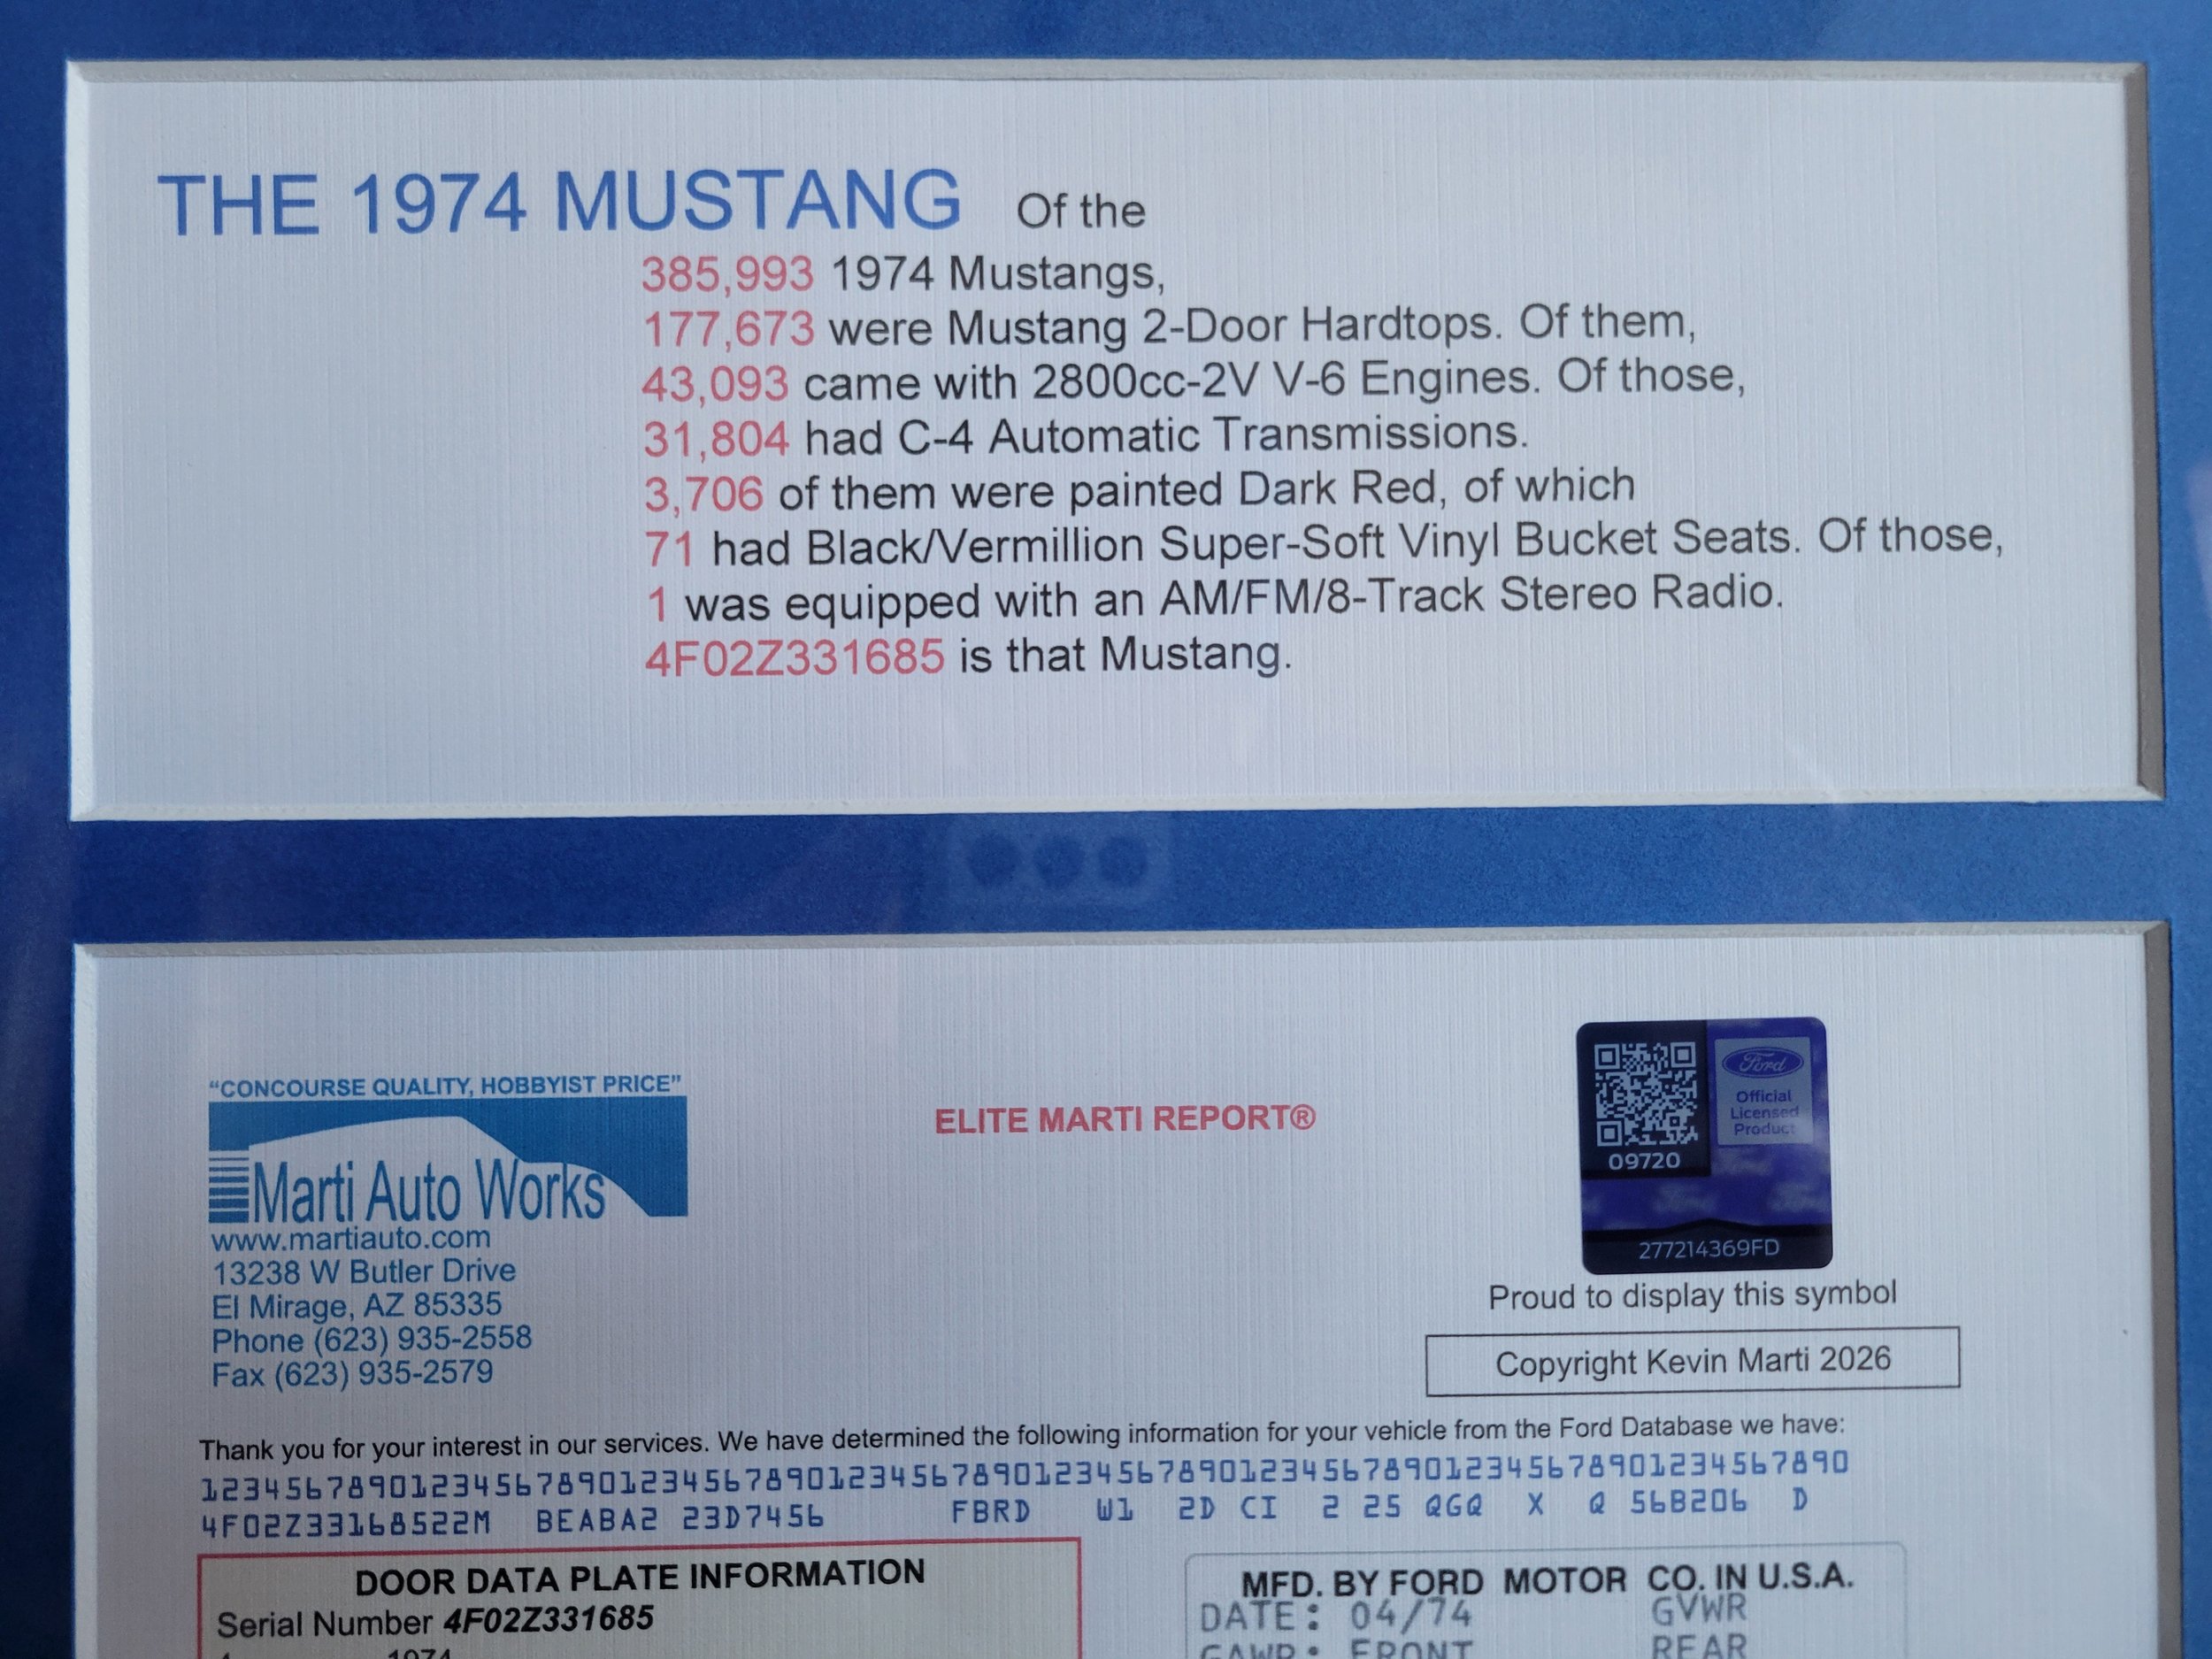 THE 1974 MUSTANG Of the
385,993 1974 Mustangs,
177,673 were Mustang 2-Door Hardtops. Of them,
43,093 came with 2800cc-2V V-6 Engines. Of those,
31,804 had C-4 Automatic Transmissions.
3,706 of them were painted Dark Red, of which
71 had Black/Vermillion Super-Soft Vinyl Bucket Seats. Of those,
1 was equipped with an AM/FM/8-Track Stereo Radio.
4F02Z331685 is that Mustang.
"CONCOURSE QUALITY, HOBBYIST PRICE"
Marti Auto Works
www.martiauto.com
13238 W Butler Drive
El Mirage, AZ 85335
Phone (623) 935-2558
Fax (623) 935-2579
ELITE MARTI REPORT®
Ford
Official
Licensed
Product
09720
277214369FD
Proud to display this symbol
Copyright Kevin Marti 2026
Thank you for your interest in our services. We have determined the following information for your vehicle from the Ford Database we have:
12345678901234567890123456789012345678901234567890123456789012345678901234567890
4F02Z33168522M BEABA2 23D7456 FBRD W1 2D CI 2 25 QGQ X Q 56B206 D
DOOR DATA PLATE INFORMATION
Serial Number 4F02Z331685
1974
MFD. BY FORD MOTOR CO. IN U.S.A.
DATE: 04/74 GVWR
GAWR: FRONT REAR